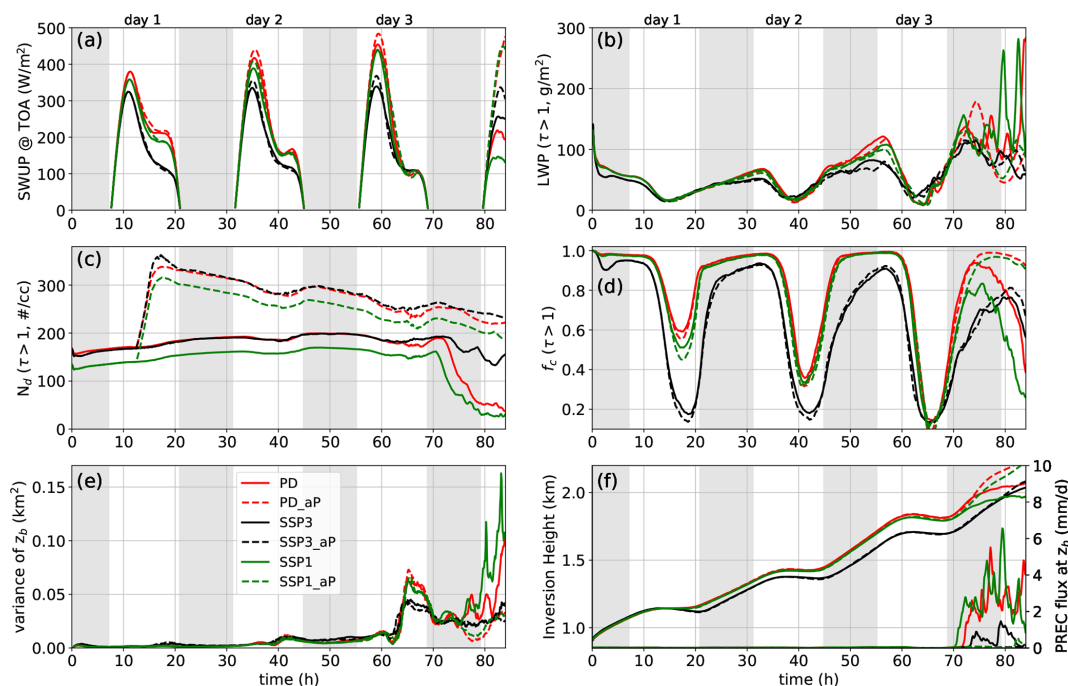 day 1 day 2 day 3
(a)
SWUP @ TOA (W/m²)
500
400
300
200
100
0
0 10 20 30 40 50 60 70 80
day 1 day 2 day 3
(b)
LWP (τ > 1, g/m²)
300
250
200
150
100
50
0
0 10 20 30 40 50 60 70 80
(c)
N_d (τ > 1, #/cc)
300
200
100
0
0 10 20 30 40 50 60 70 80
(d)
f_c (τ > 1)
1.0
0.8
0.6
0.4
0.2
0 10 20 30 40 50 60 70 80
(e)
variance of z_b (km²)
0.15
0.10
0.05
0.00
PD
PD_aP
SSP3
SSP3_aP
SSP1
SSP1_aP
0 10 20 30 40 50 60 70 80
time (h)
(f)
Inversion Height (km)
2.0
1.5
1.0
10
8
6
4
2
0
PREC flux at z_b (mm/d)
0 10 20 30 40 50 60 70 80
time (h)